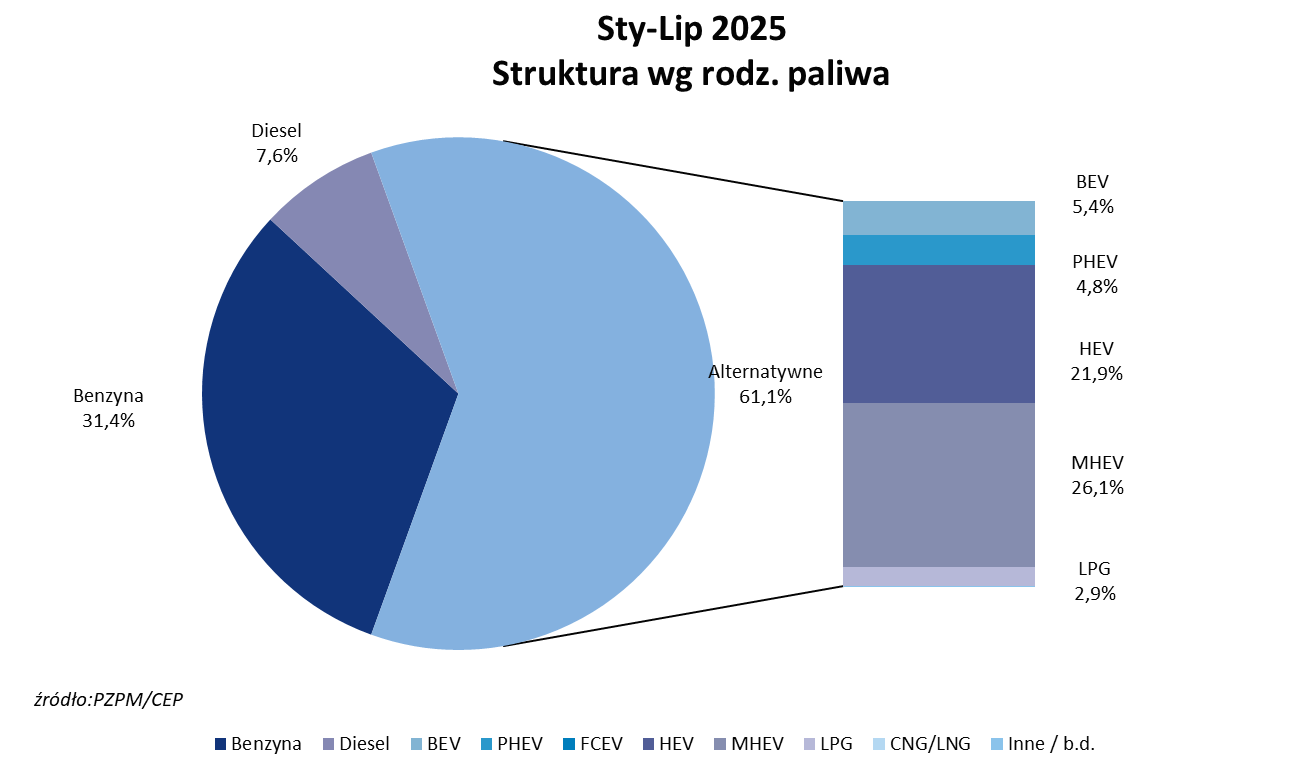 Sty-Lip 2025
Struktura wg rodz. paliwa
Diesel
7,6%
Benzyna
31,4%
Alternatywne
61,1%
BEV
5,4%
PHEV
4,8%
HEV
21,9%
MHEV
26,1%
LPG
2,9%
źródło:PZPM/CEP
Benzyna Diesel BEV PHEV FCEV HEV MHEV LPG CNG/LNG Inne / b.d.